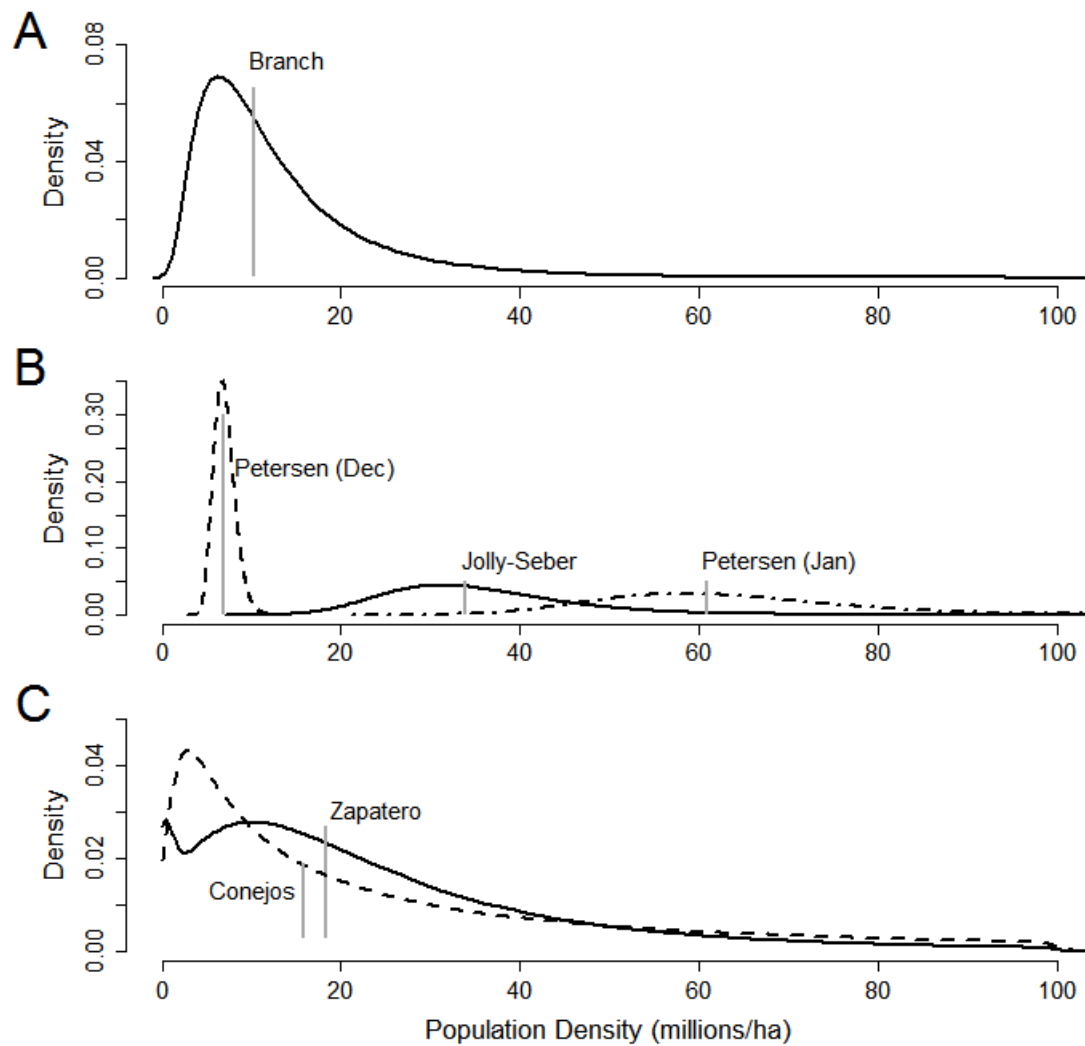 A
Density
0.00
0.04
0.08
Branch
0 20 40 60 80 100
B
Density
0.00
0.10
0.20
0.30
Petersen (Dec)
Jolly-Seber
Petersen (Jan)
0 20 40 60 80 100
C
Density
0.00
0.02
0.04
Zapatero
Conejos
0 20 40 60 80 100
Population Density (millions/ha)